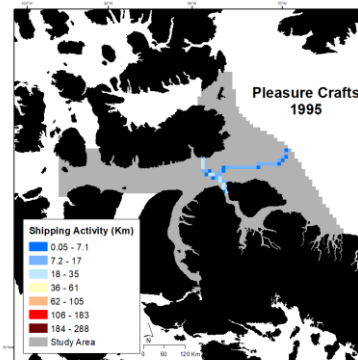 Pleasure Crafts
1995
Shipping Activity (Km)
0.05 - 7.1
7.2 - 17
18 - 35
36 - 61
62 - 105
106 - 183
184 - 288
Study Area
N
0
60
120 Km